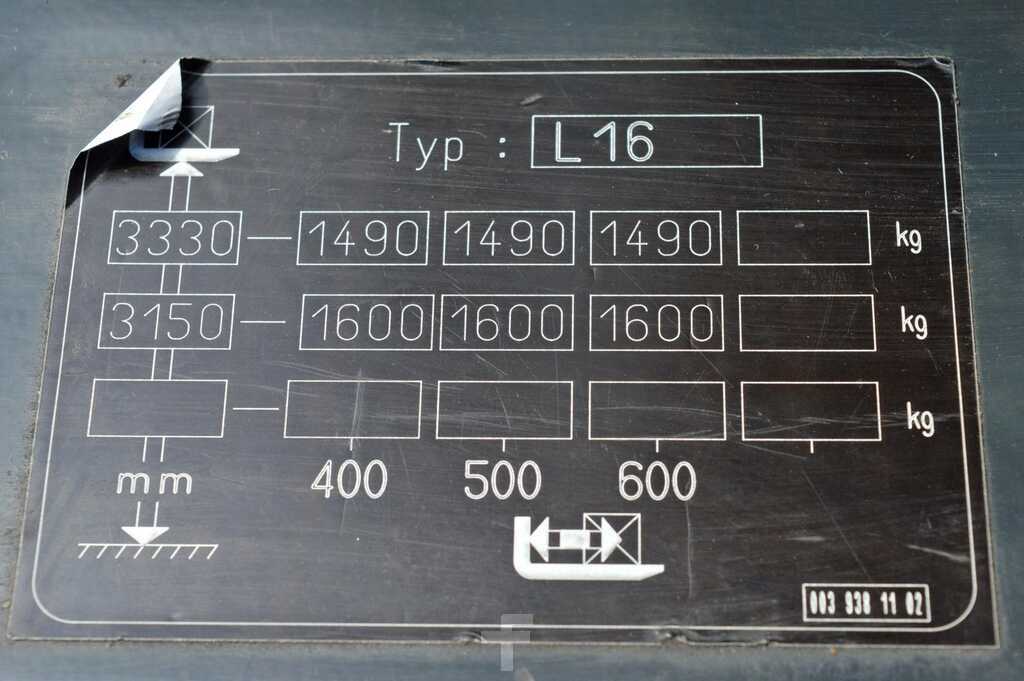 Typ : L 16
3330 1490 1490 1490 kg
3150 1600 1600 1600 kg
kg
mm 400 500 600
003 938 11 02